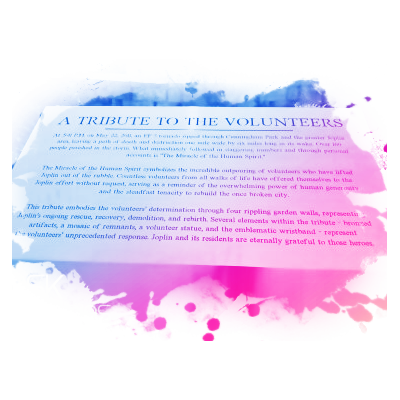 A TRIBUTE TO THE VOLUNTEERS
At 5:41 PM on May 22, 2011, an EF-5 tornado ripped through Cunningham Park and the greater Joplin
area, leaving a path of death and destruction one mile wide by six miles long in its wake. Over 160
people perished in the storm. What immediately followed in staggering numbers and through personal
accounts is "The Miracle of the Human Spirit."
The Miracle of the Human Spirit symbolizes the incredible outpouring of volunteers who have lifted
Joplin out of the rubble. Countless volunteers from all walks of life have offered themselves to the
Joplin effort without request, serving as a reminder of the overwhelming power of human generosity
and the steadfast tenacity to rebuild the once broken city.
This tribute embodies the volunteers' determination through four rippling garden walls, representing
Joplin's ongoing rescue, recovery, demolition, and rebirth. Several elements within the tribute – bronzed
artifacts, a mosaic of remnants, a volunteer statue, and the emblematic wristband – represent
the volunteers' unprecedented response. Joplin and its residents are eternally grateful to those heroes.